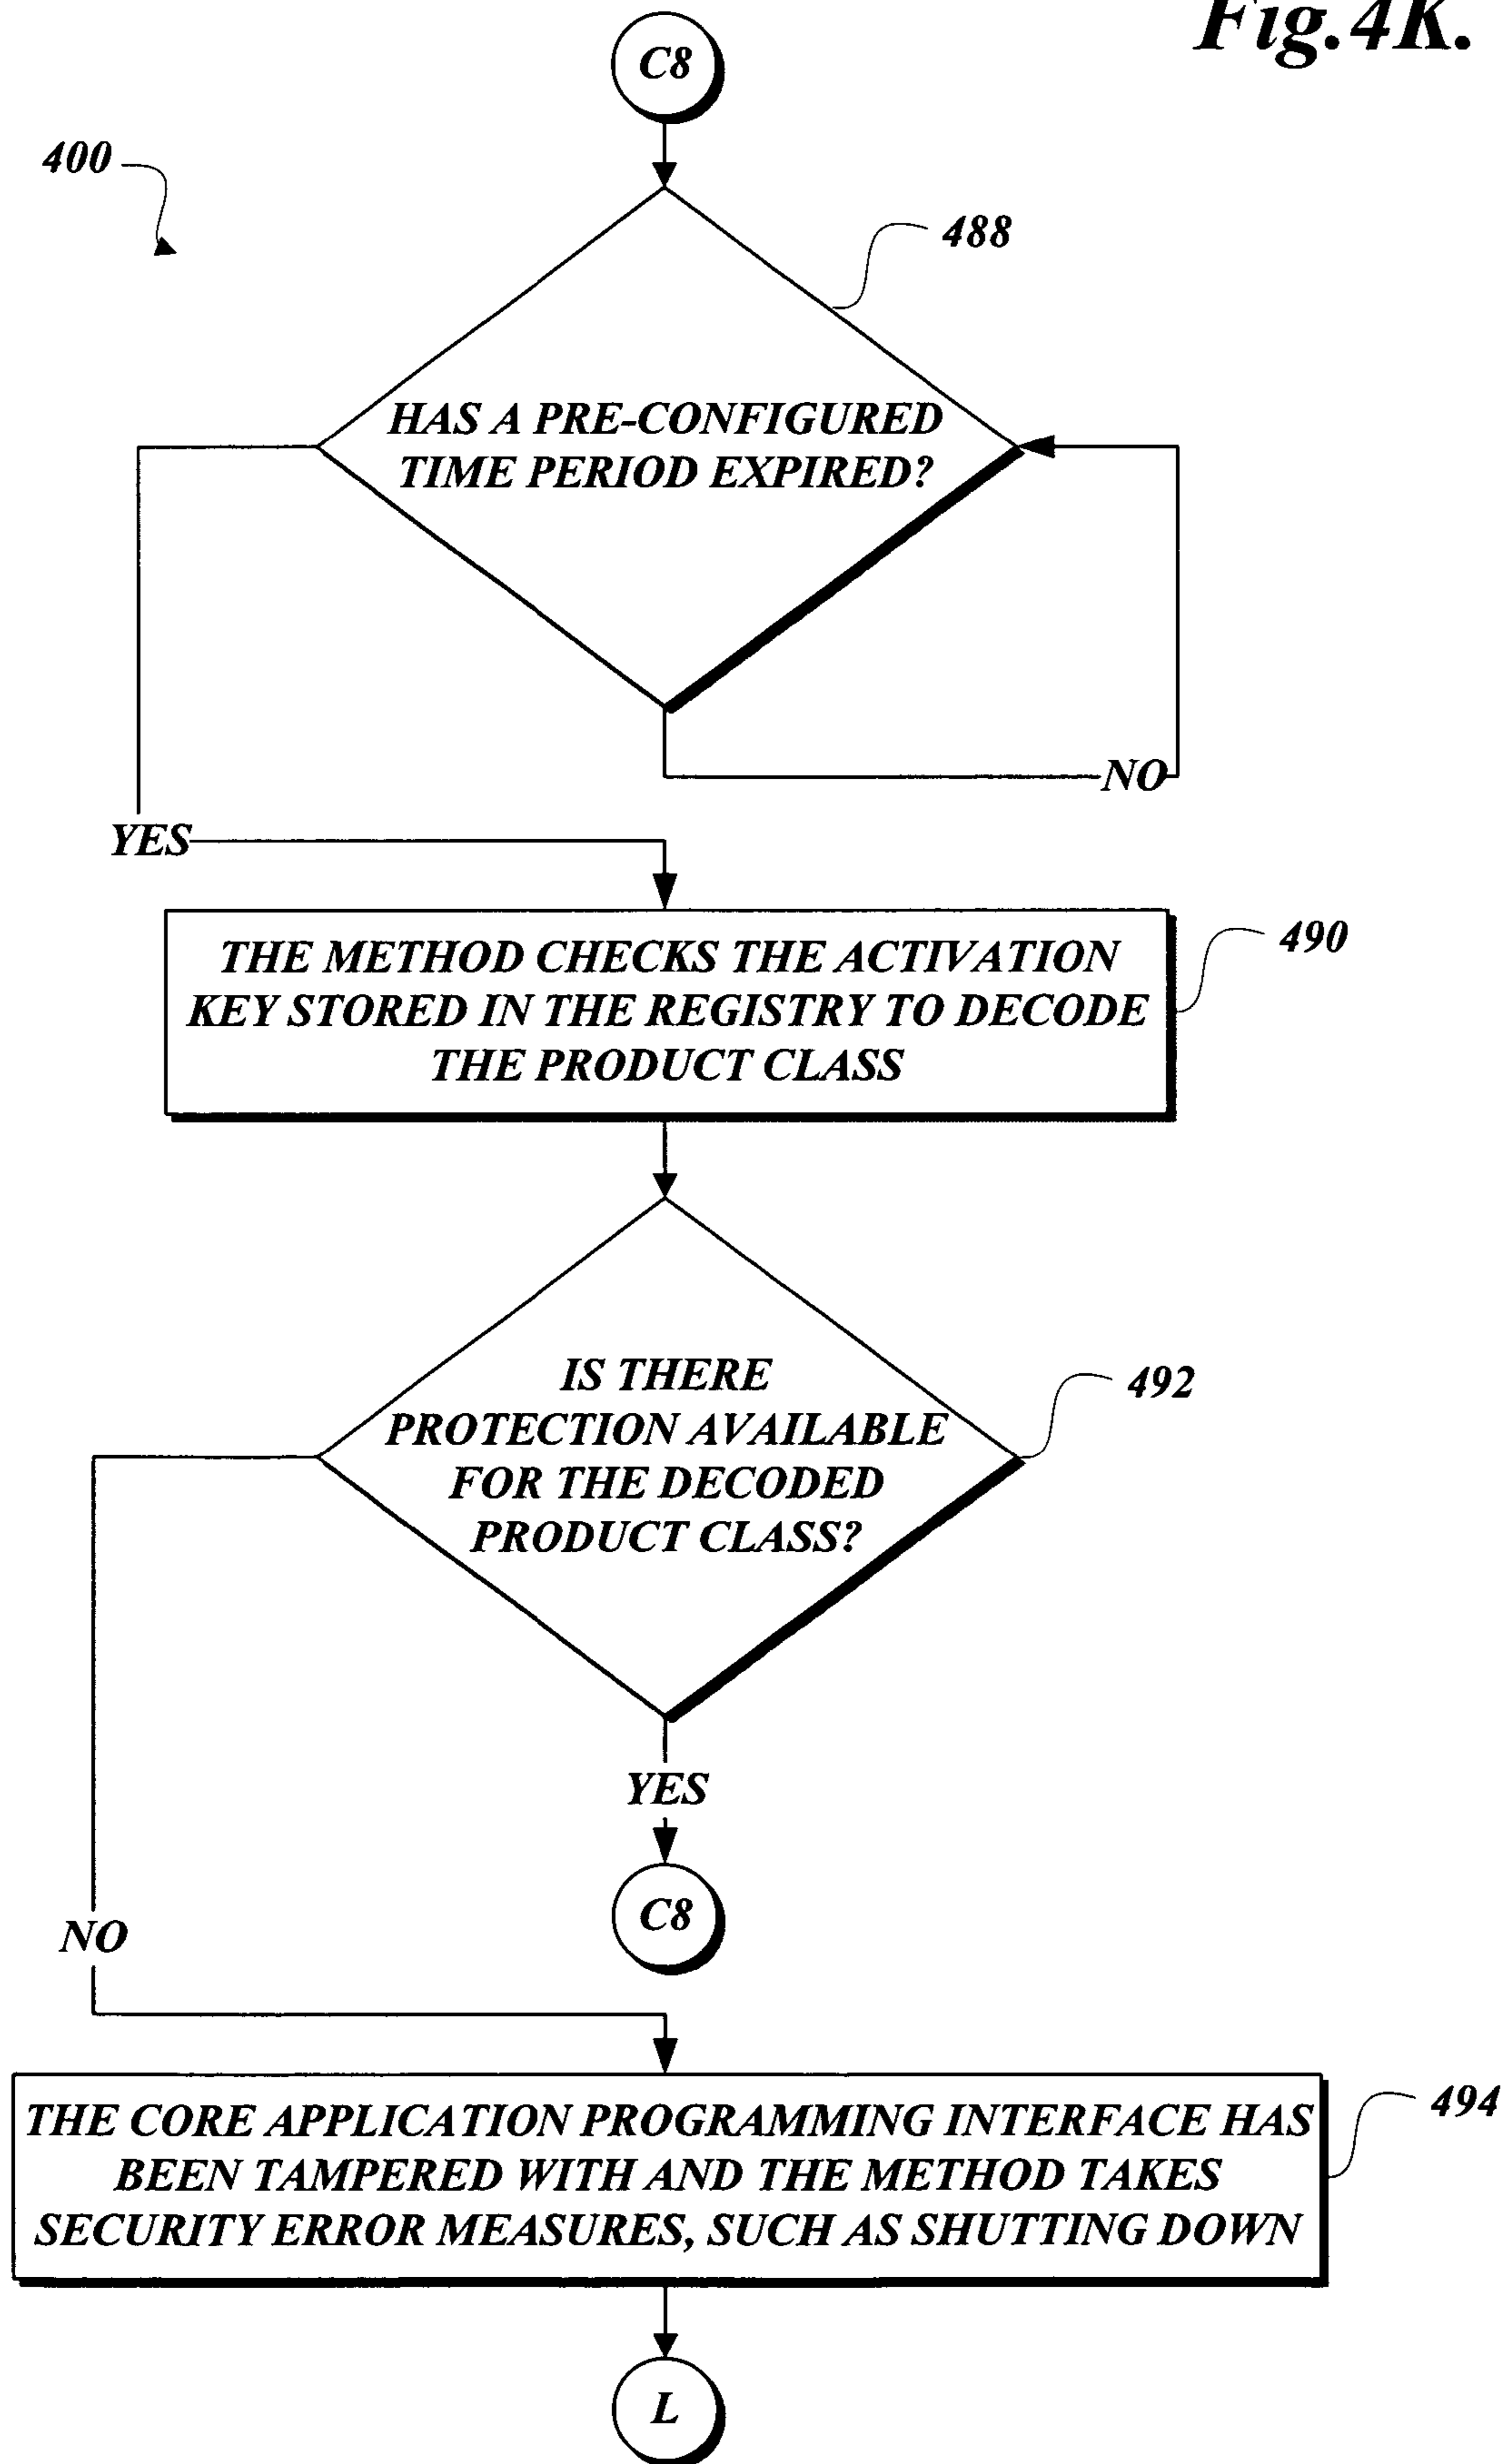 Fig.4K.
C8
400
488
HAS A PRE-CONFIGURED
TIME PERIOD EXPIRED?
NO
YES
490
THE METHOD CHECKS THE ACTIVATION
KEY STORED IN THE REGISTRY TO DECODE
THE PRODUCT CLASS
492
IS THERE
PROTECTION AVAILABLE
FOR THE DECODED
PRODUCT CLASS?
YES
C8
NO
494
THE CORE APPLICATION PROGRAMMING INTERFACE HAS
BEEN TAMPERED WITH AND THE METHOD TAKES
SECURITY ERROR MEASURES, SUCH AS SHUTTING DOWN
L